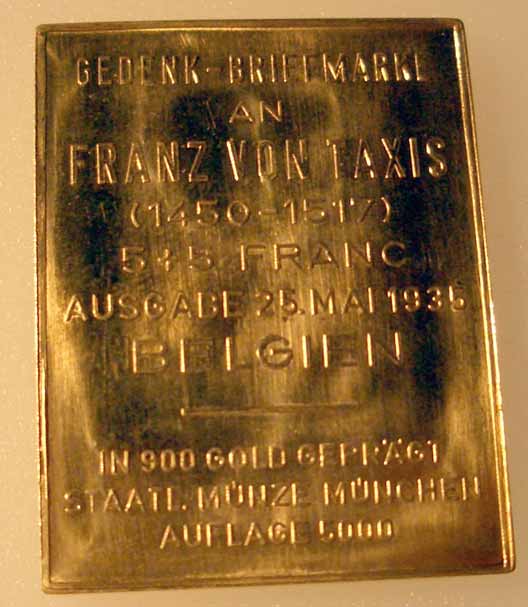 GEDENK-BRIEFMARKE
AN
FRANZ VON TAXIS
(1450-1517)
5+5 FRANC
AUSGABE 25. MAI 1935
BELGIEN
IN 900 GOLD GEPRÄGT
STAATL. MÜNZE MÜNCHEN
AUFLAGE 5000